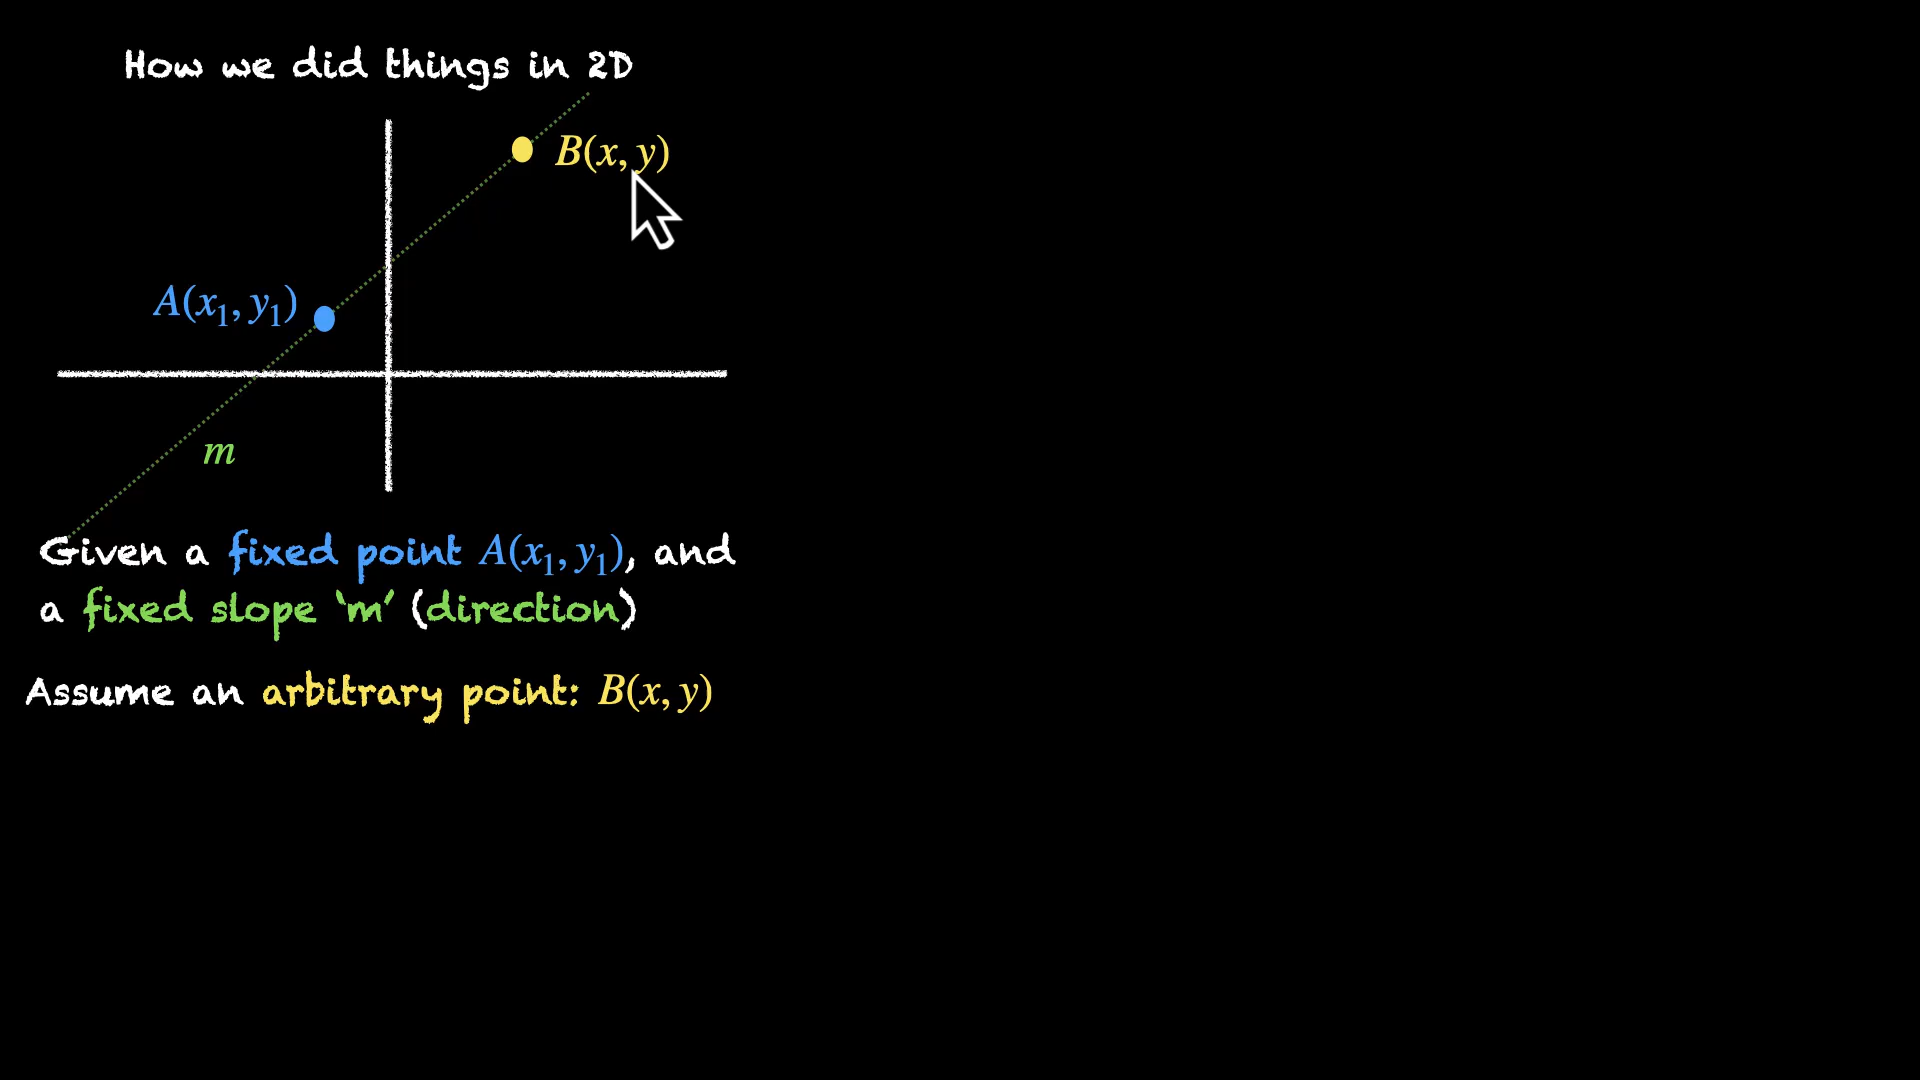 How we did things in 2D
B(x, y)
A(x₁, y₁)
m
Given a fixed point A(x₁, y₁), and
a fixed slope ‘m’ (direction)
Assume an arbitrary point: B(x, y)